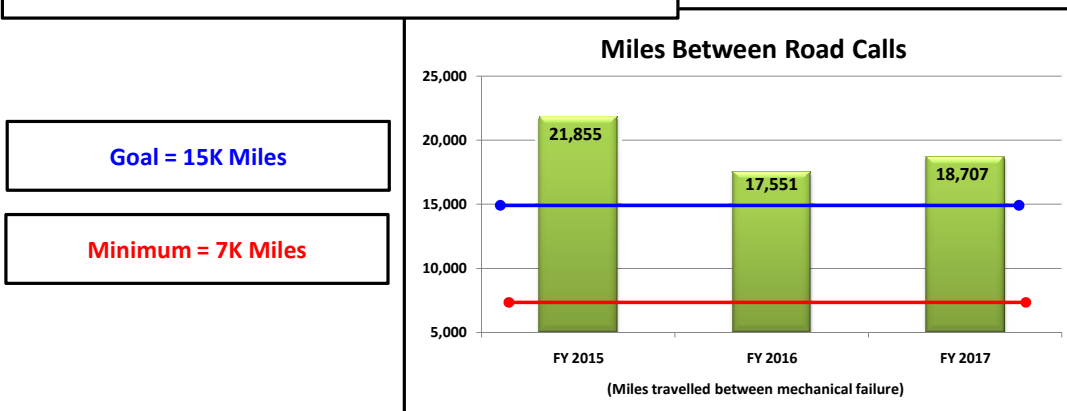 Goal = 15K Miles
Minimum = 7K Miles
Miles Between Road Calls
25,000
20,000
15,000
10,000
5,000
21,855
17,551
18,707
FY 2015
FY 2016
FY 2017
(Miles travelled between mechanical failure)